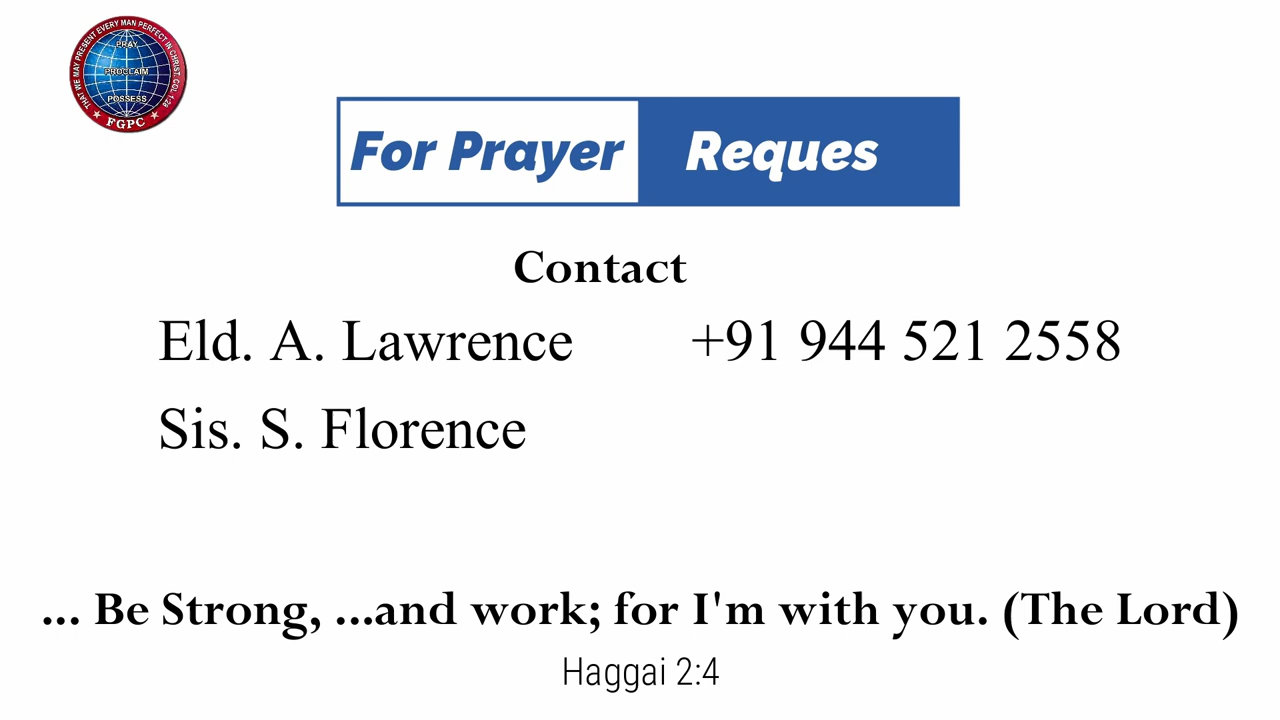 THAT WE MAY PRESENT EVERY MAN PERFECT IN CHRIST. COL 1:28
PRAY
PROCLAIM
POSSESS
FGPC
For Prayer Reques
Contact
Eld. A. Lawrence +91 944 521 2558
Sis. S. Florence
... Be Strong, ...and work; for I'm with you. (The Lord)
Haggai 2:4